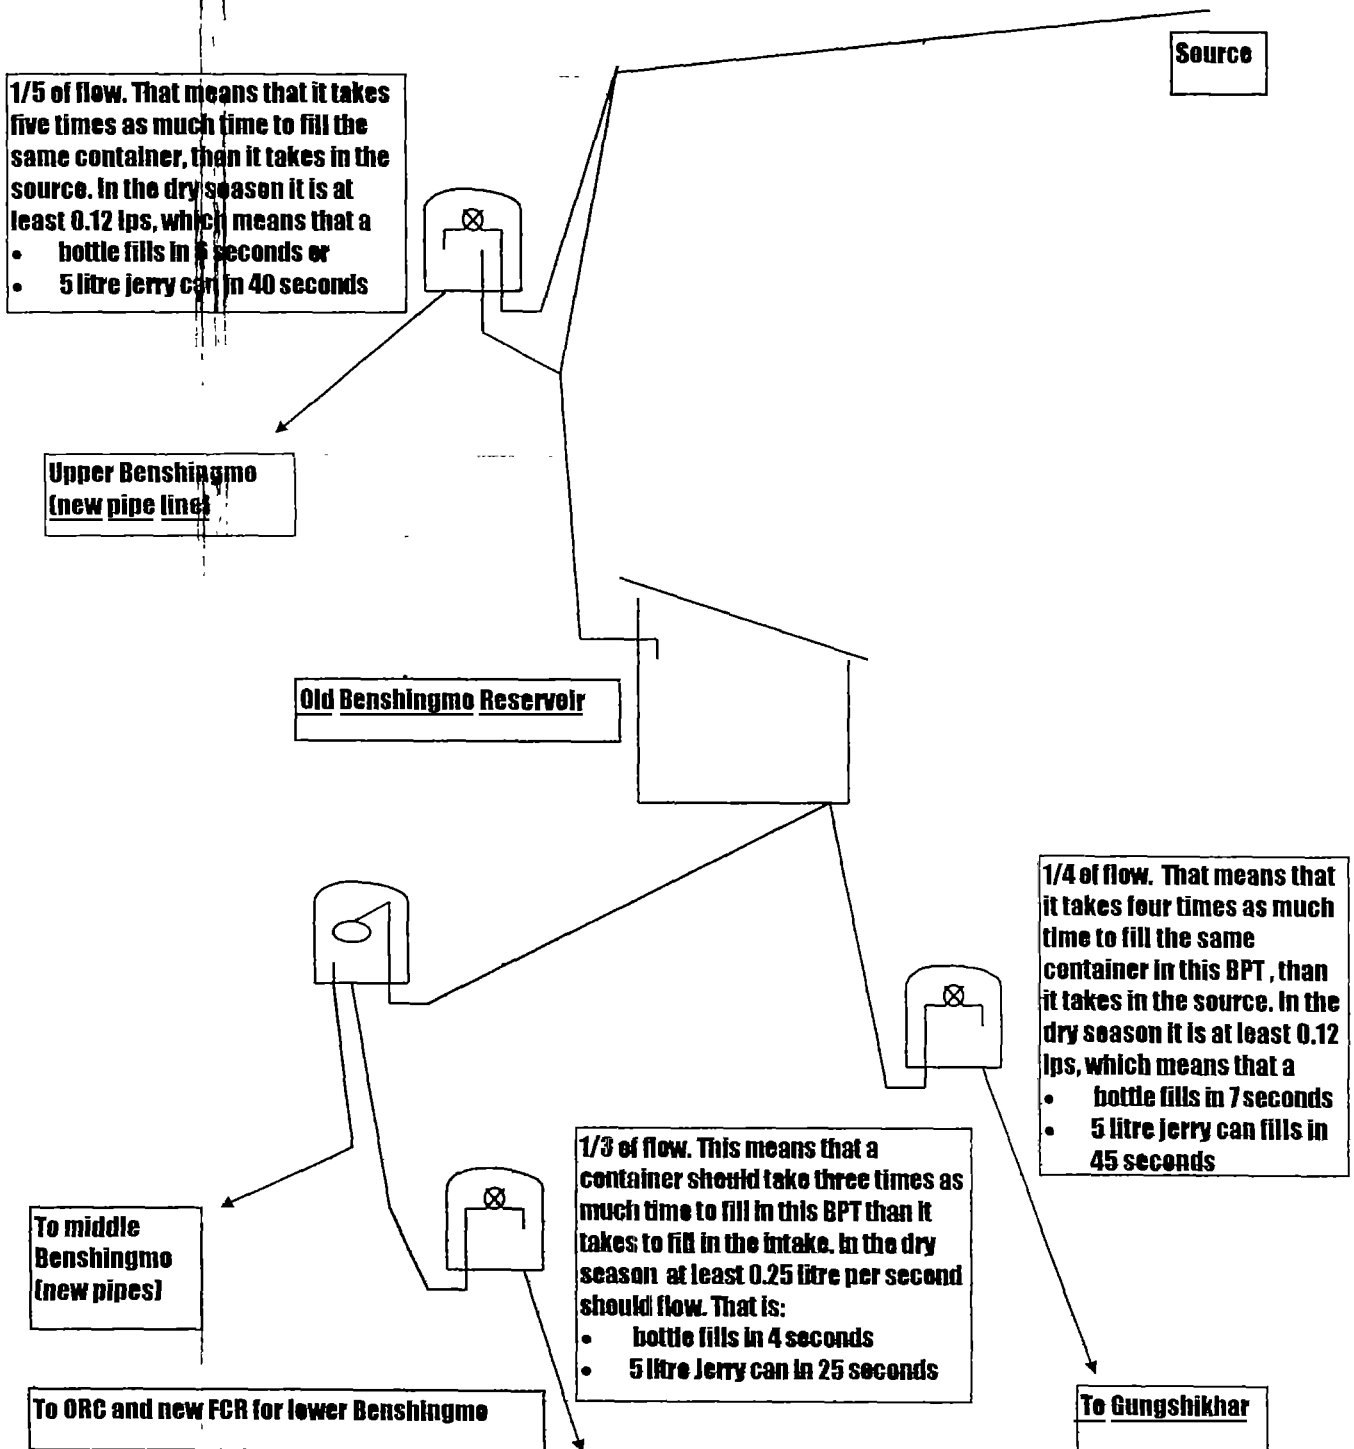 Source
1/5 of flow. That means that it takes
five times as much time to fill the
same container, than it takes in the
source. In the dry season it is at
least 0.12 lps, which means that a
• bottle fills in 6 seconds or
• 5 litre jerry can in 40 seconds
Upper Benshingmo
(new pipe line)
Old Benshingmo Reservoir
1/4 of flow. That means that
it takes four times as much
time to fill the same
container in this BPT , than
it takes in the source. In the
dry season it is at least 0.12
lps, which means that a
• bottle fills in 7 seconds
• 5 litre jerry can fills in
45 seconds
1/3 of flow. This means that a
container should take three times as
much time to fill in this BPT than it
takes to fill in the intake. In the dry
season at least 0.25 litre per second
should flow. That is:
• bottle fills in 4 seconds
• 5 litre Jerry can in 25 seconds
To middle
Benshingmo
(new pipes)
To ORC and new FCR for lower Benshingmo
To Gungshikhar